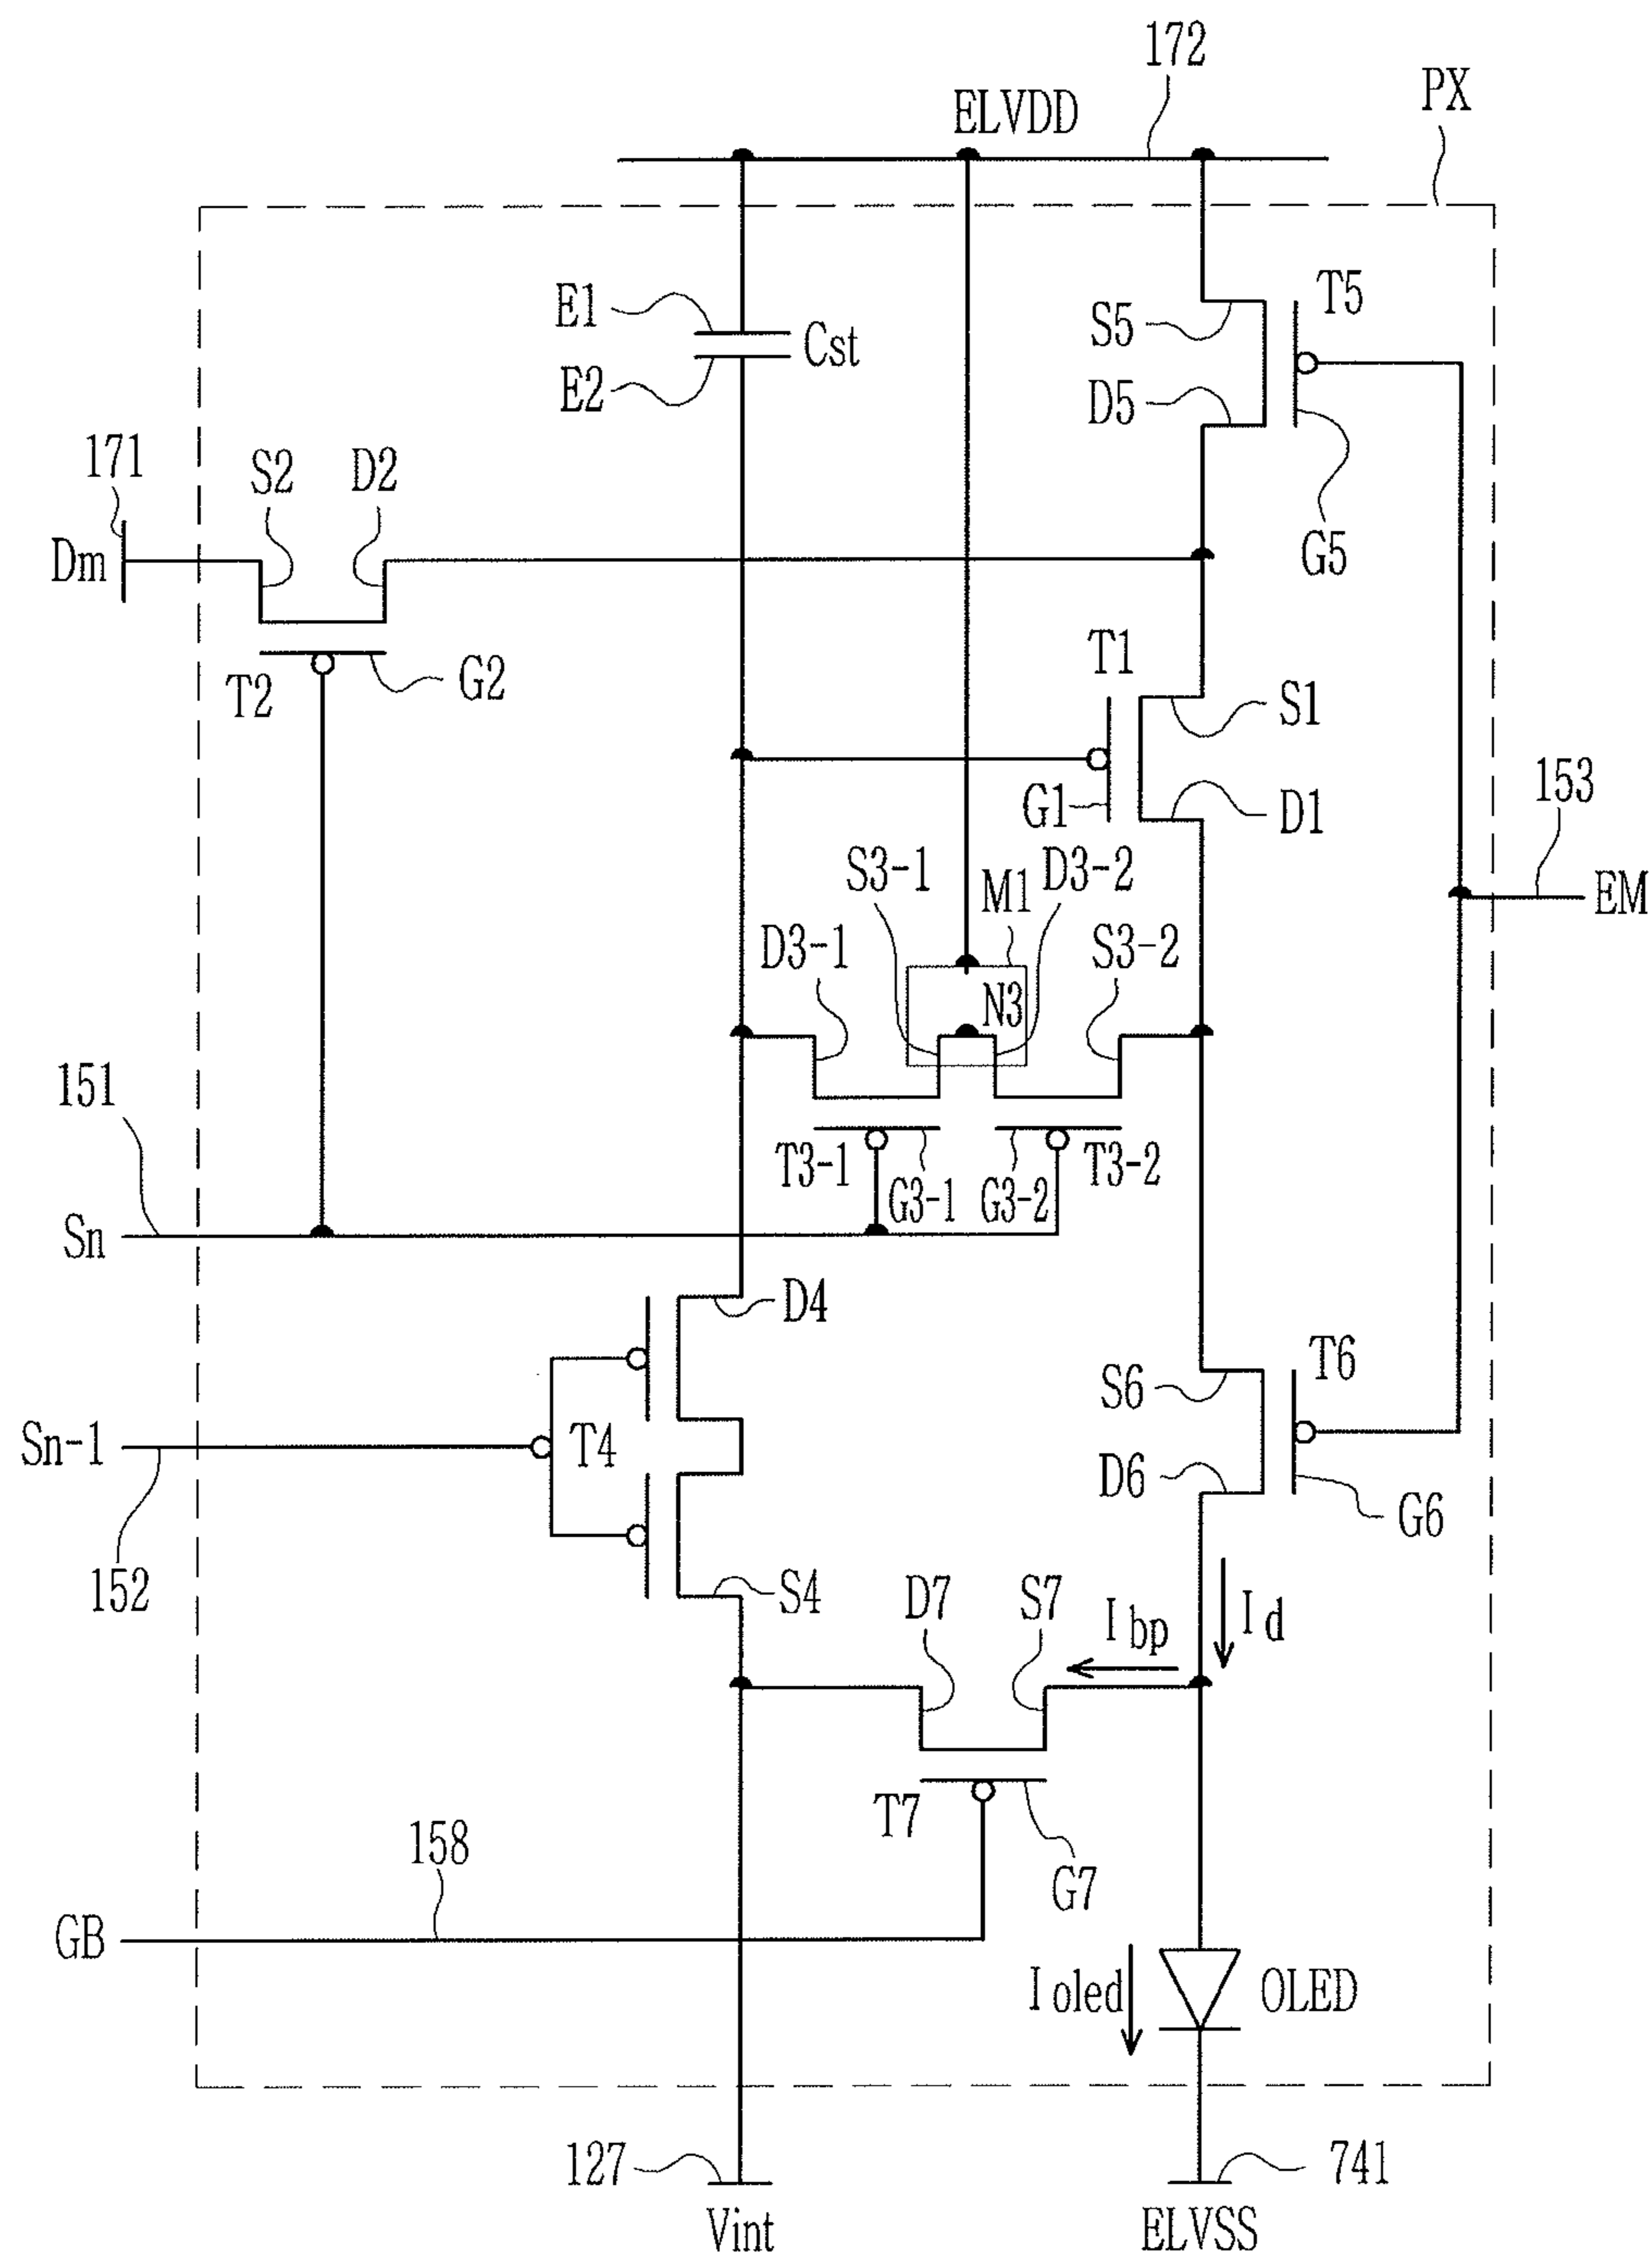 172
ELVDD
PX
E1
Cst
E2
T5
S5
D5
G5
171
S2
D2
Dm
T2
G2
T1
S1
G1
D1
153
EM
S3-1
D3-2
M1
D3-1
S3-2
N3
151
T3-1
G3-1
G3-2
T3-2
Sn
D4
T6
S6
Sn-1
T4
D6
G6
152
S4
D7
S7
I bp
I d
T7
G7
158
GB
I oled
OLED
127
741
Vint
ELVSS